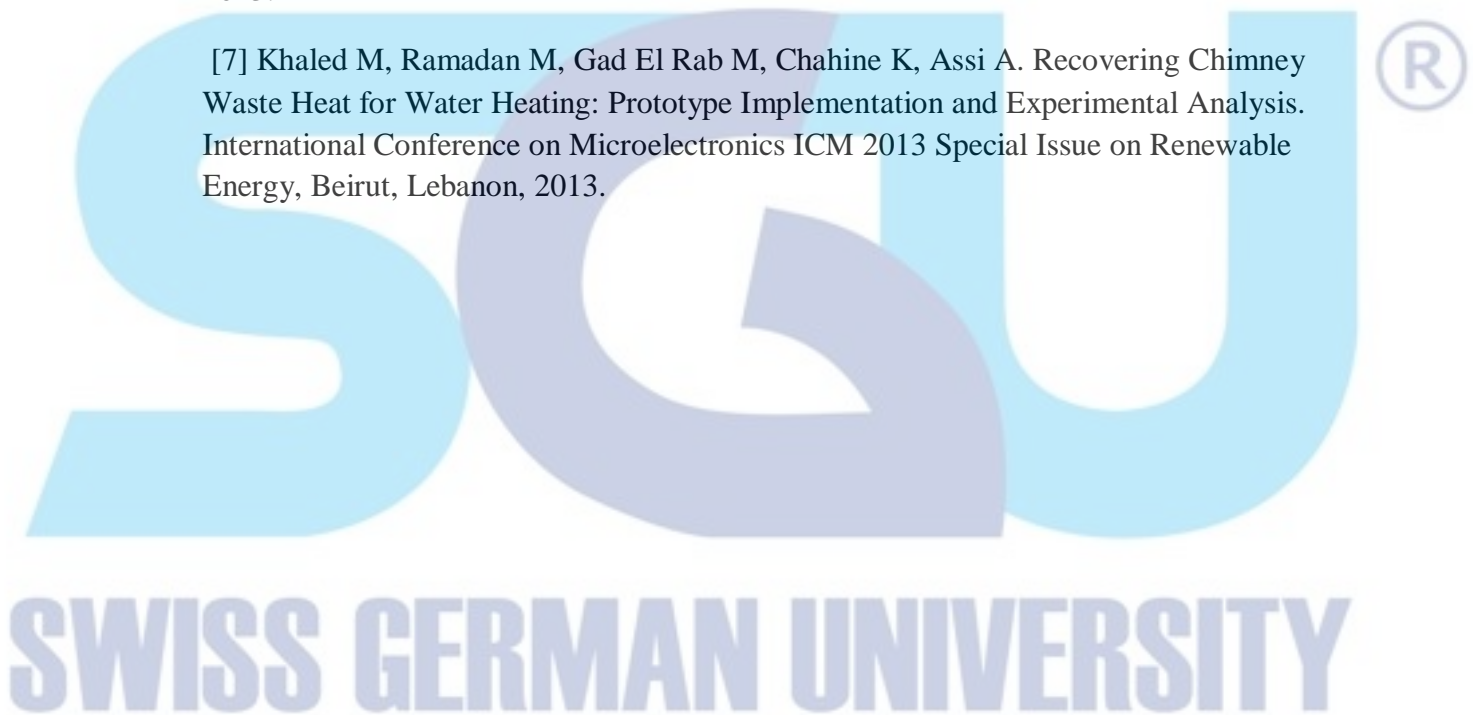 [7] Khaled M, Ramadan M, Gad El Rab M, Chahine K, Assi A. Recovering Chimney
Waste Heat for Water Heating: Prototype Implementation and Experimental Analysis.
International Conference on Microelectronics ICM 2013 Special Issue on Renewable
Energy, Beirut, Lebanon, 2013.
SGU ®
SWISS GERMAN UNIVERSITY